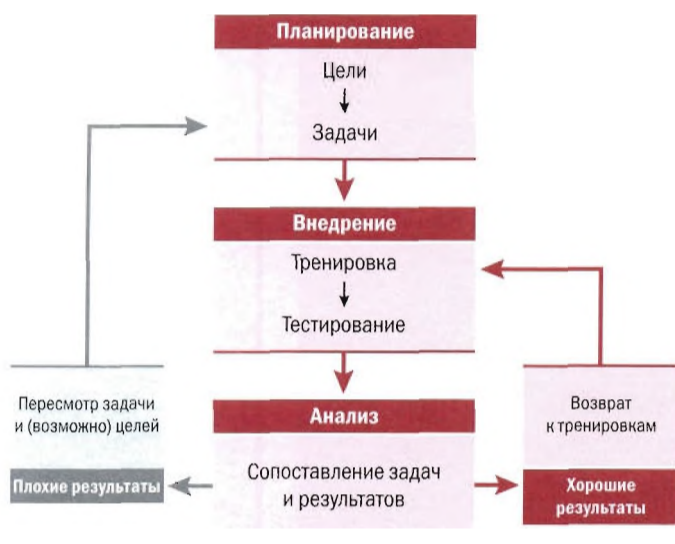 Планирование
Цели
Задачи
Внедрение
Тренировка
Тестирование
Анализ
Сопоставление задач
и результатов
Пересмотр задачи
и (возможно) целей
Плохие результаты
Возврат
к тренировкам
Хорошие
результаты